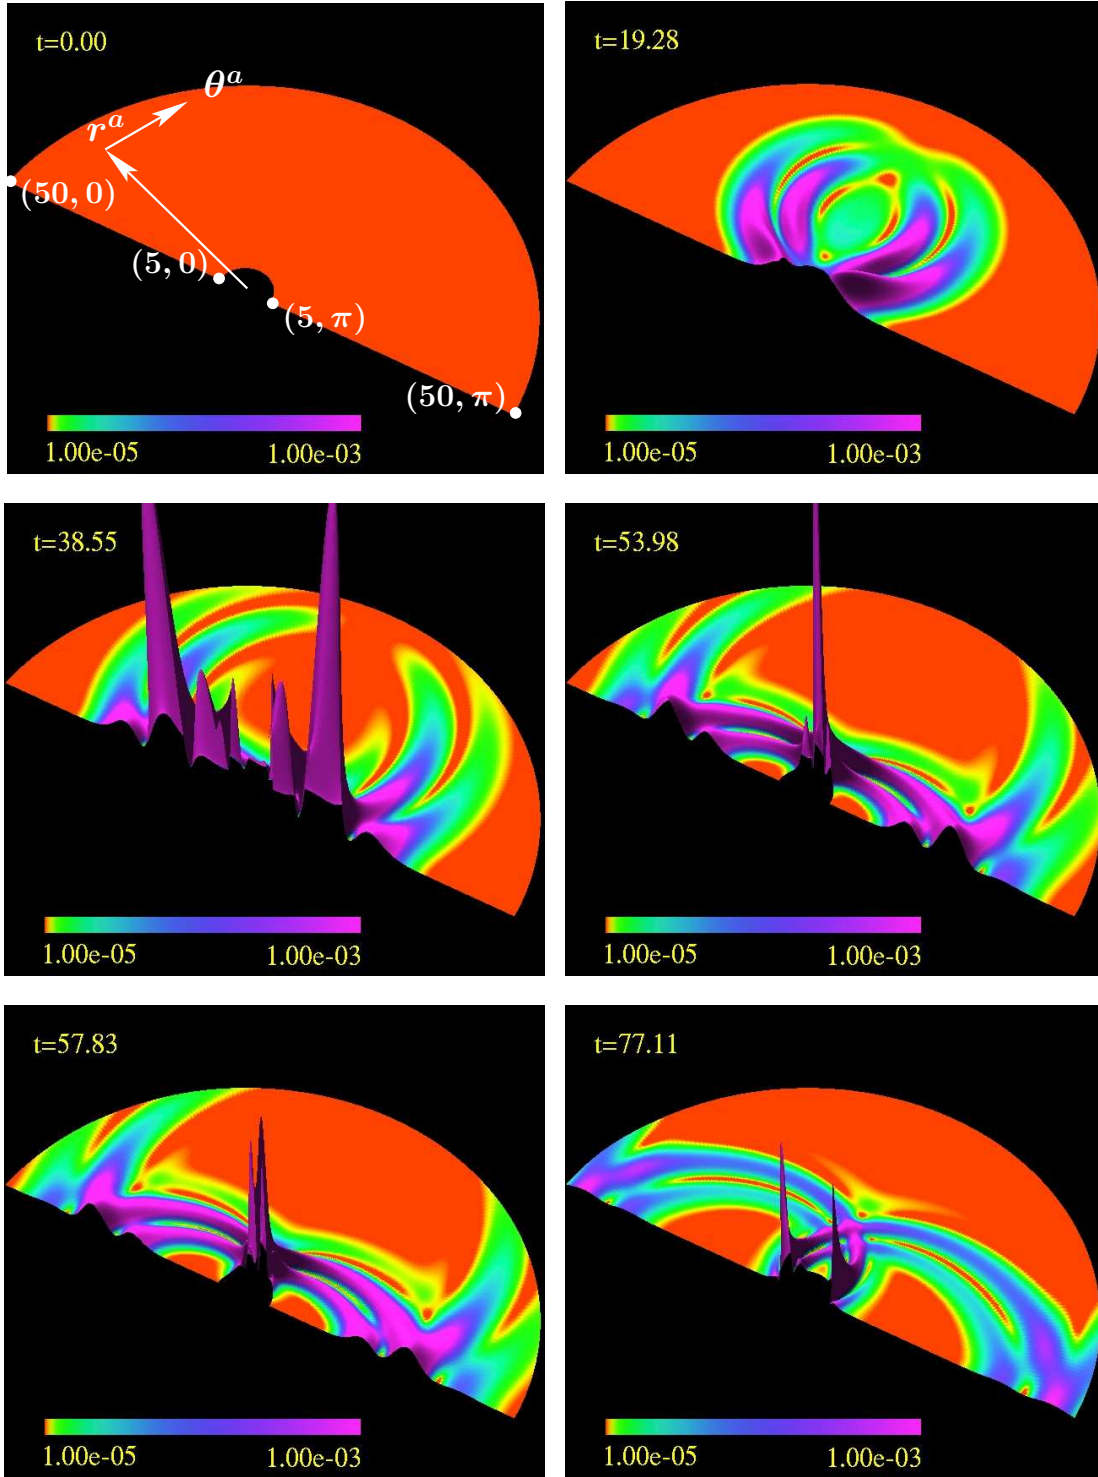 t=0.00
θ^a
r^a
(50, 0)
(5, 0)
(5, π)
(50, π)
1.00e-05 1.00e-03
t=19.28
1.00e-05 1.00e-03
t=38.55
1.00e-05 1.00e-03
t=53.98
1.00e-05 1.00e-03
t=57.83
1.00e-05 1.00e-03
t=77.11
1.00e-05 1.00e-03